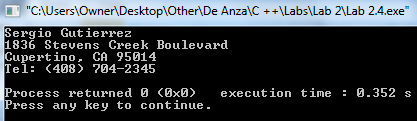 "C:\Users\Owner\Desktop\Other\De Anza\C ++\Labs\Lab 2\Lab 2.4.exe"
Sergio Gutierrez
1836 Stevens Creek Boulevard
Cupertino, CA 95014
Tel: (408) 704-2345
Process returned 0 (0x0)   execution time : 0.352 s
Press any key to continue.